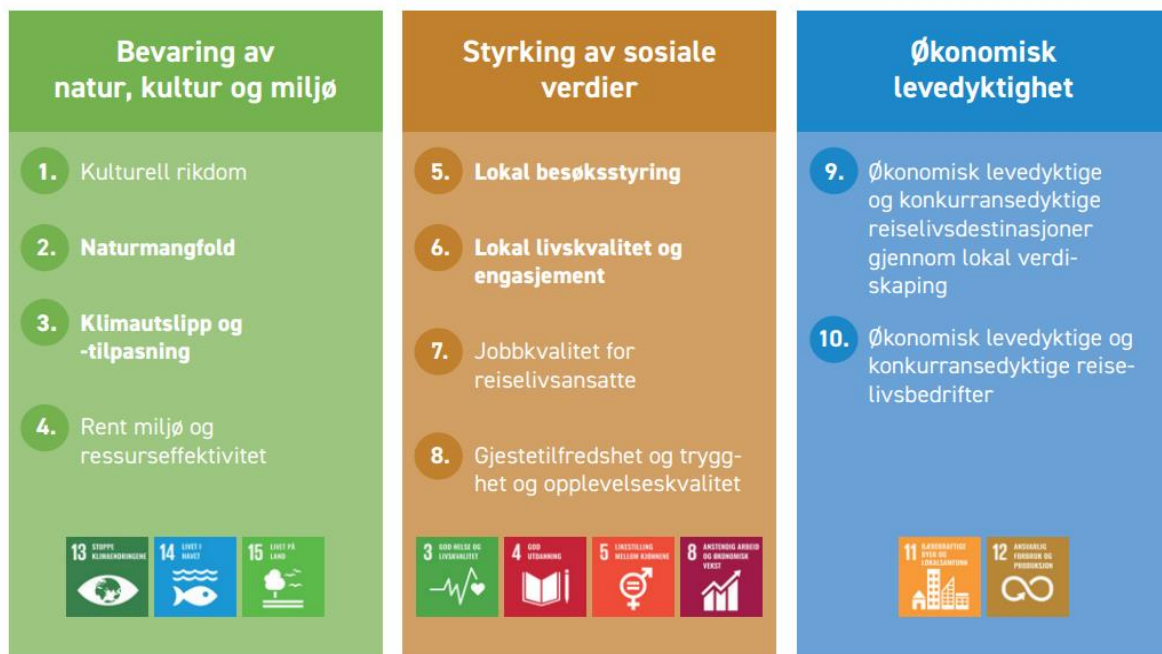 Bevaring av
natur, kultur og miljø
1. Kulturell rikdom
2. Naturmangfold
3. Klimautslipp og
-tilpasning
4. Rent miljø og
ressurseffektivitet
13 STOPPE
KLIMAENDRINGENE
14 LIVET I
HAVET
15 LIVET PÅ
LAND
Styrking av sosiale
verdier
5. Lokal besøksstyring
6. Lokal livskvalitet og
engasjement
7. Jobbkvalitet for
reiselivsansatte
8. Gjestetilfredshet og trygg-
het og opplevelseskvalitet
3 GOD HELSE OG
LIVSKVALITET
4 GOD
UTDANNING
5 LIKESTILLING
MELLOM KJØNNENE
8 ANSTENDIG ARBEID
OG ØKONOMISK
VEKST
Økonomisk
levedyktighet
9. Økonomisk levedyktige
og konkurransedyktige
reiselivsdestinasjoner
gjennom lokal verdi-
skaping
10. Økonomisk levedyktige og
konkurransedyktige reise-
livsbedrifter
11 BÆREKRAFTIGE
BYER OG
LOKALSAMFUNN
12 ANSVARLIG
FORBRUK OG
PRODUKSJON